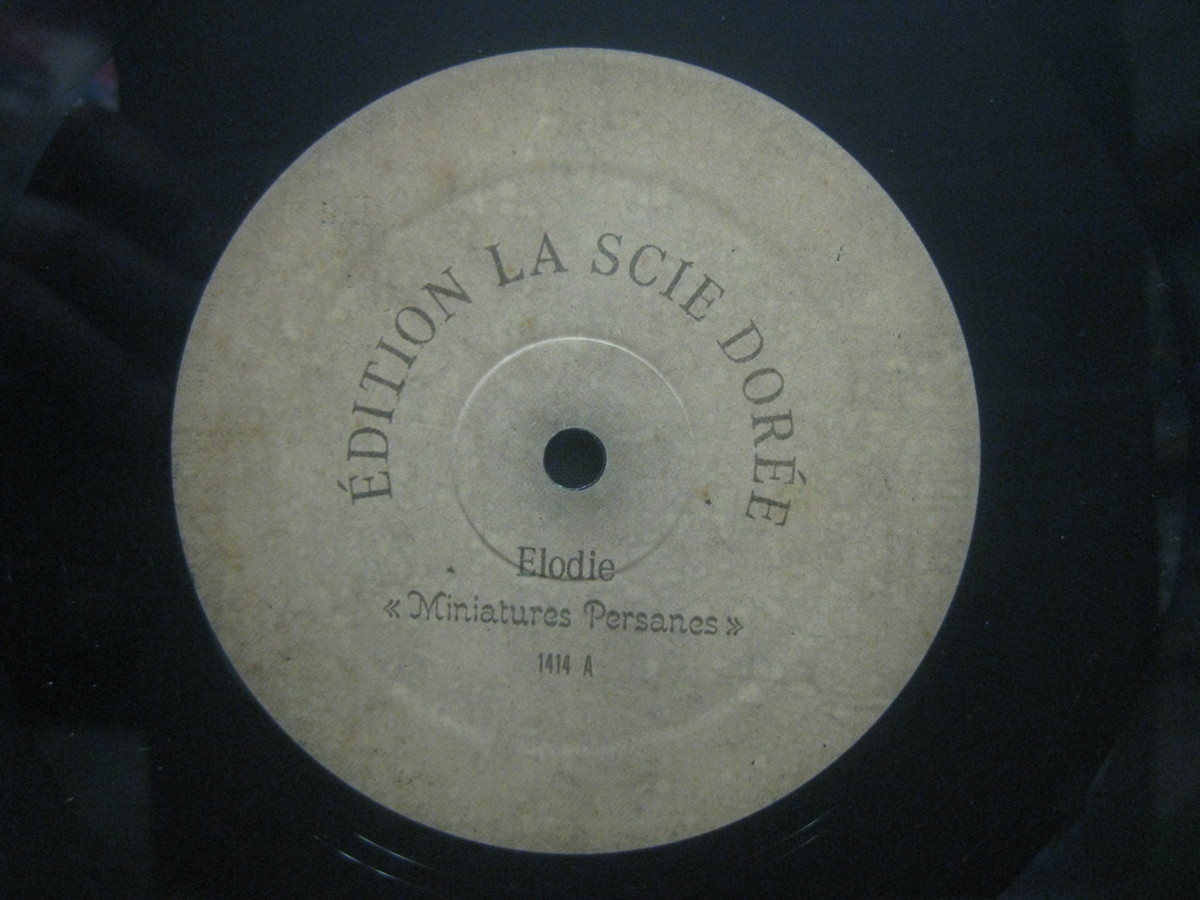 ÉDITION LA SCIE DORÉE
Elodie
« Miniatures Persanes »
1414 A